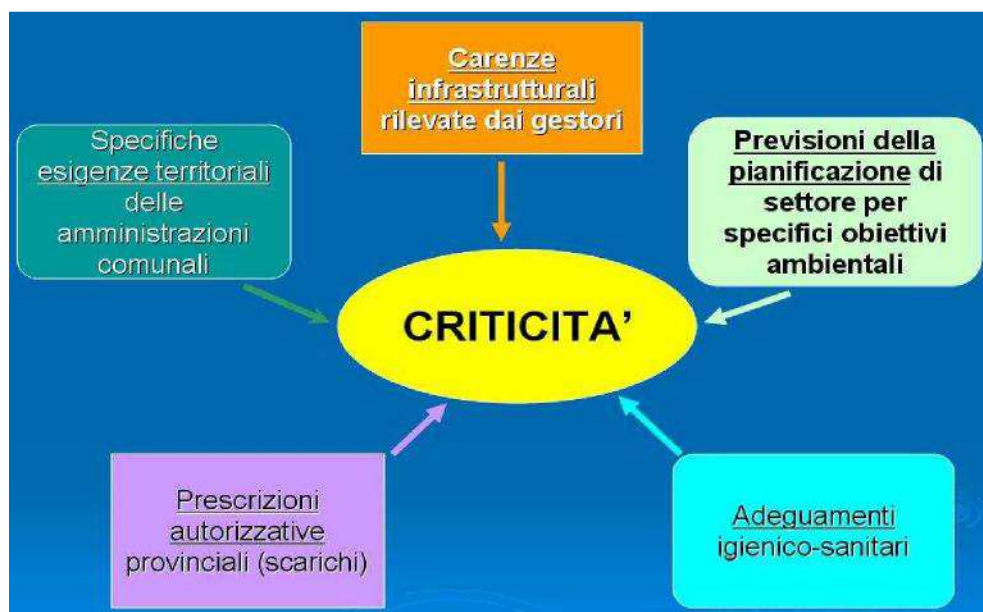 Carenze
infrastrutturali
rilevate dai gestori
Specifiche
esigenze territoriali
delle
amministrazioni
comunali
Previsioni della
pianificazione di
settore per
specifici obiettivi
ambientali
CRITICITA’
Prescrizioni
autorizzative
provinciali (scarichi)
Adeguamenti
igienico-sanitari